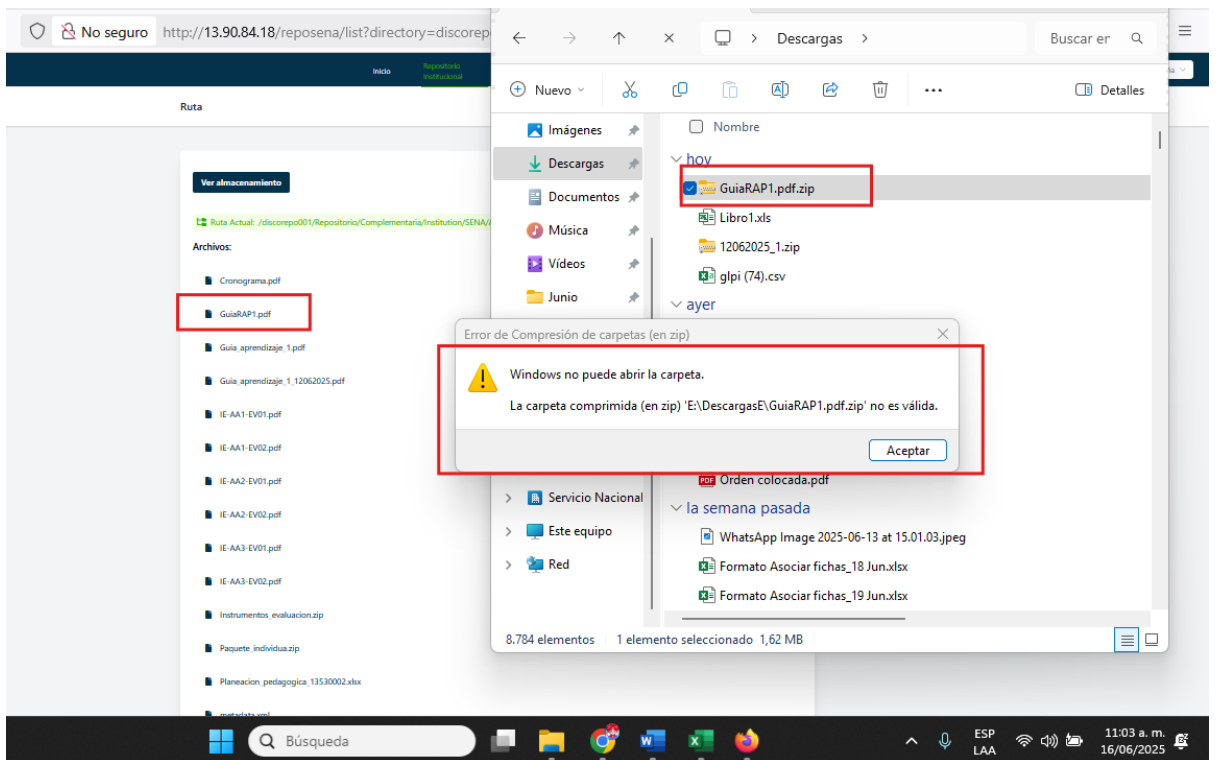 No seguro http://13.90.84.18/reposena/list?directory=discorep
Inicio
Repositorio
Institucional
Ruta
Ver almacenamiento
Ruta Actual: /discorepo001/Repositorio/Complementaria/Institution/SENA/
Archivos:
Cronograma.pdf
GuiaRAP1.pdf
Guia_aprendizaje_1.pdf
Guia_aprendizaje_1_12062025.pdf
IE-AA1-EV01.pdf
IE-AA1-EV02.pdf
IE-AA2-EV01.pdf
IE-AA2-EV02.pdf
IE-AA3-EV01.pdf
IE-AA3-EV02.pdf
Instrumentos_evaluacion.zip
Paquete_individua.zip
Planeacion_pedagogica_13530002.xlsx
metadata.xml
Descargas
Buscar er
Nuevo
Detalles
Imágenes
Descargas
Documentos
Música
Vídeos
Junio
Servicio Nacional
Este equipo
Red
Nombre
hoy
GuiaRAP1.pdf.zip
Libro1.xls
12062025_1.zip
glpi (74).csv
ayer
Error de Compresión de carpetas (en zip)
Windows no puede abrir la carpeta.
La carpeta comprimida (en zip) 'E:\DescargasE\GuiaRAP1.pdf.zip' no es válida.
Aceptar
PDF Orden colocada.pdf
la semana pasada
WhatsApp Image 2025-06-13 at 15.01.03.jpeg
Formato Asociar fichas_18 Jun.xlsx
Formato Asociar fichas_19 Jun.xlsx
8.784 elementos 1 elemento seleccionado 1,62 MB
Búsqueda
ESP
LAA
11:03 a. m.
16/06/2025